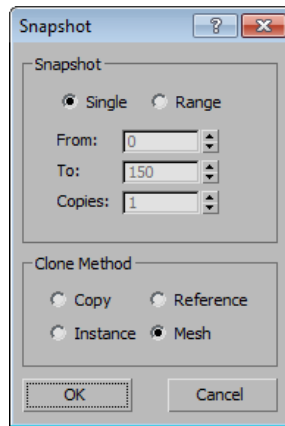 Snapshot ?
Snapshot
Single Range
From: 0
To: 150
Copies: 1
Clone Method
Copy Reference
Instance Mesh
OK Cancel